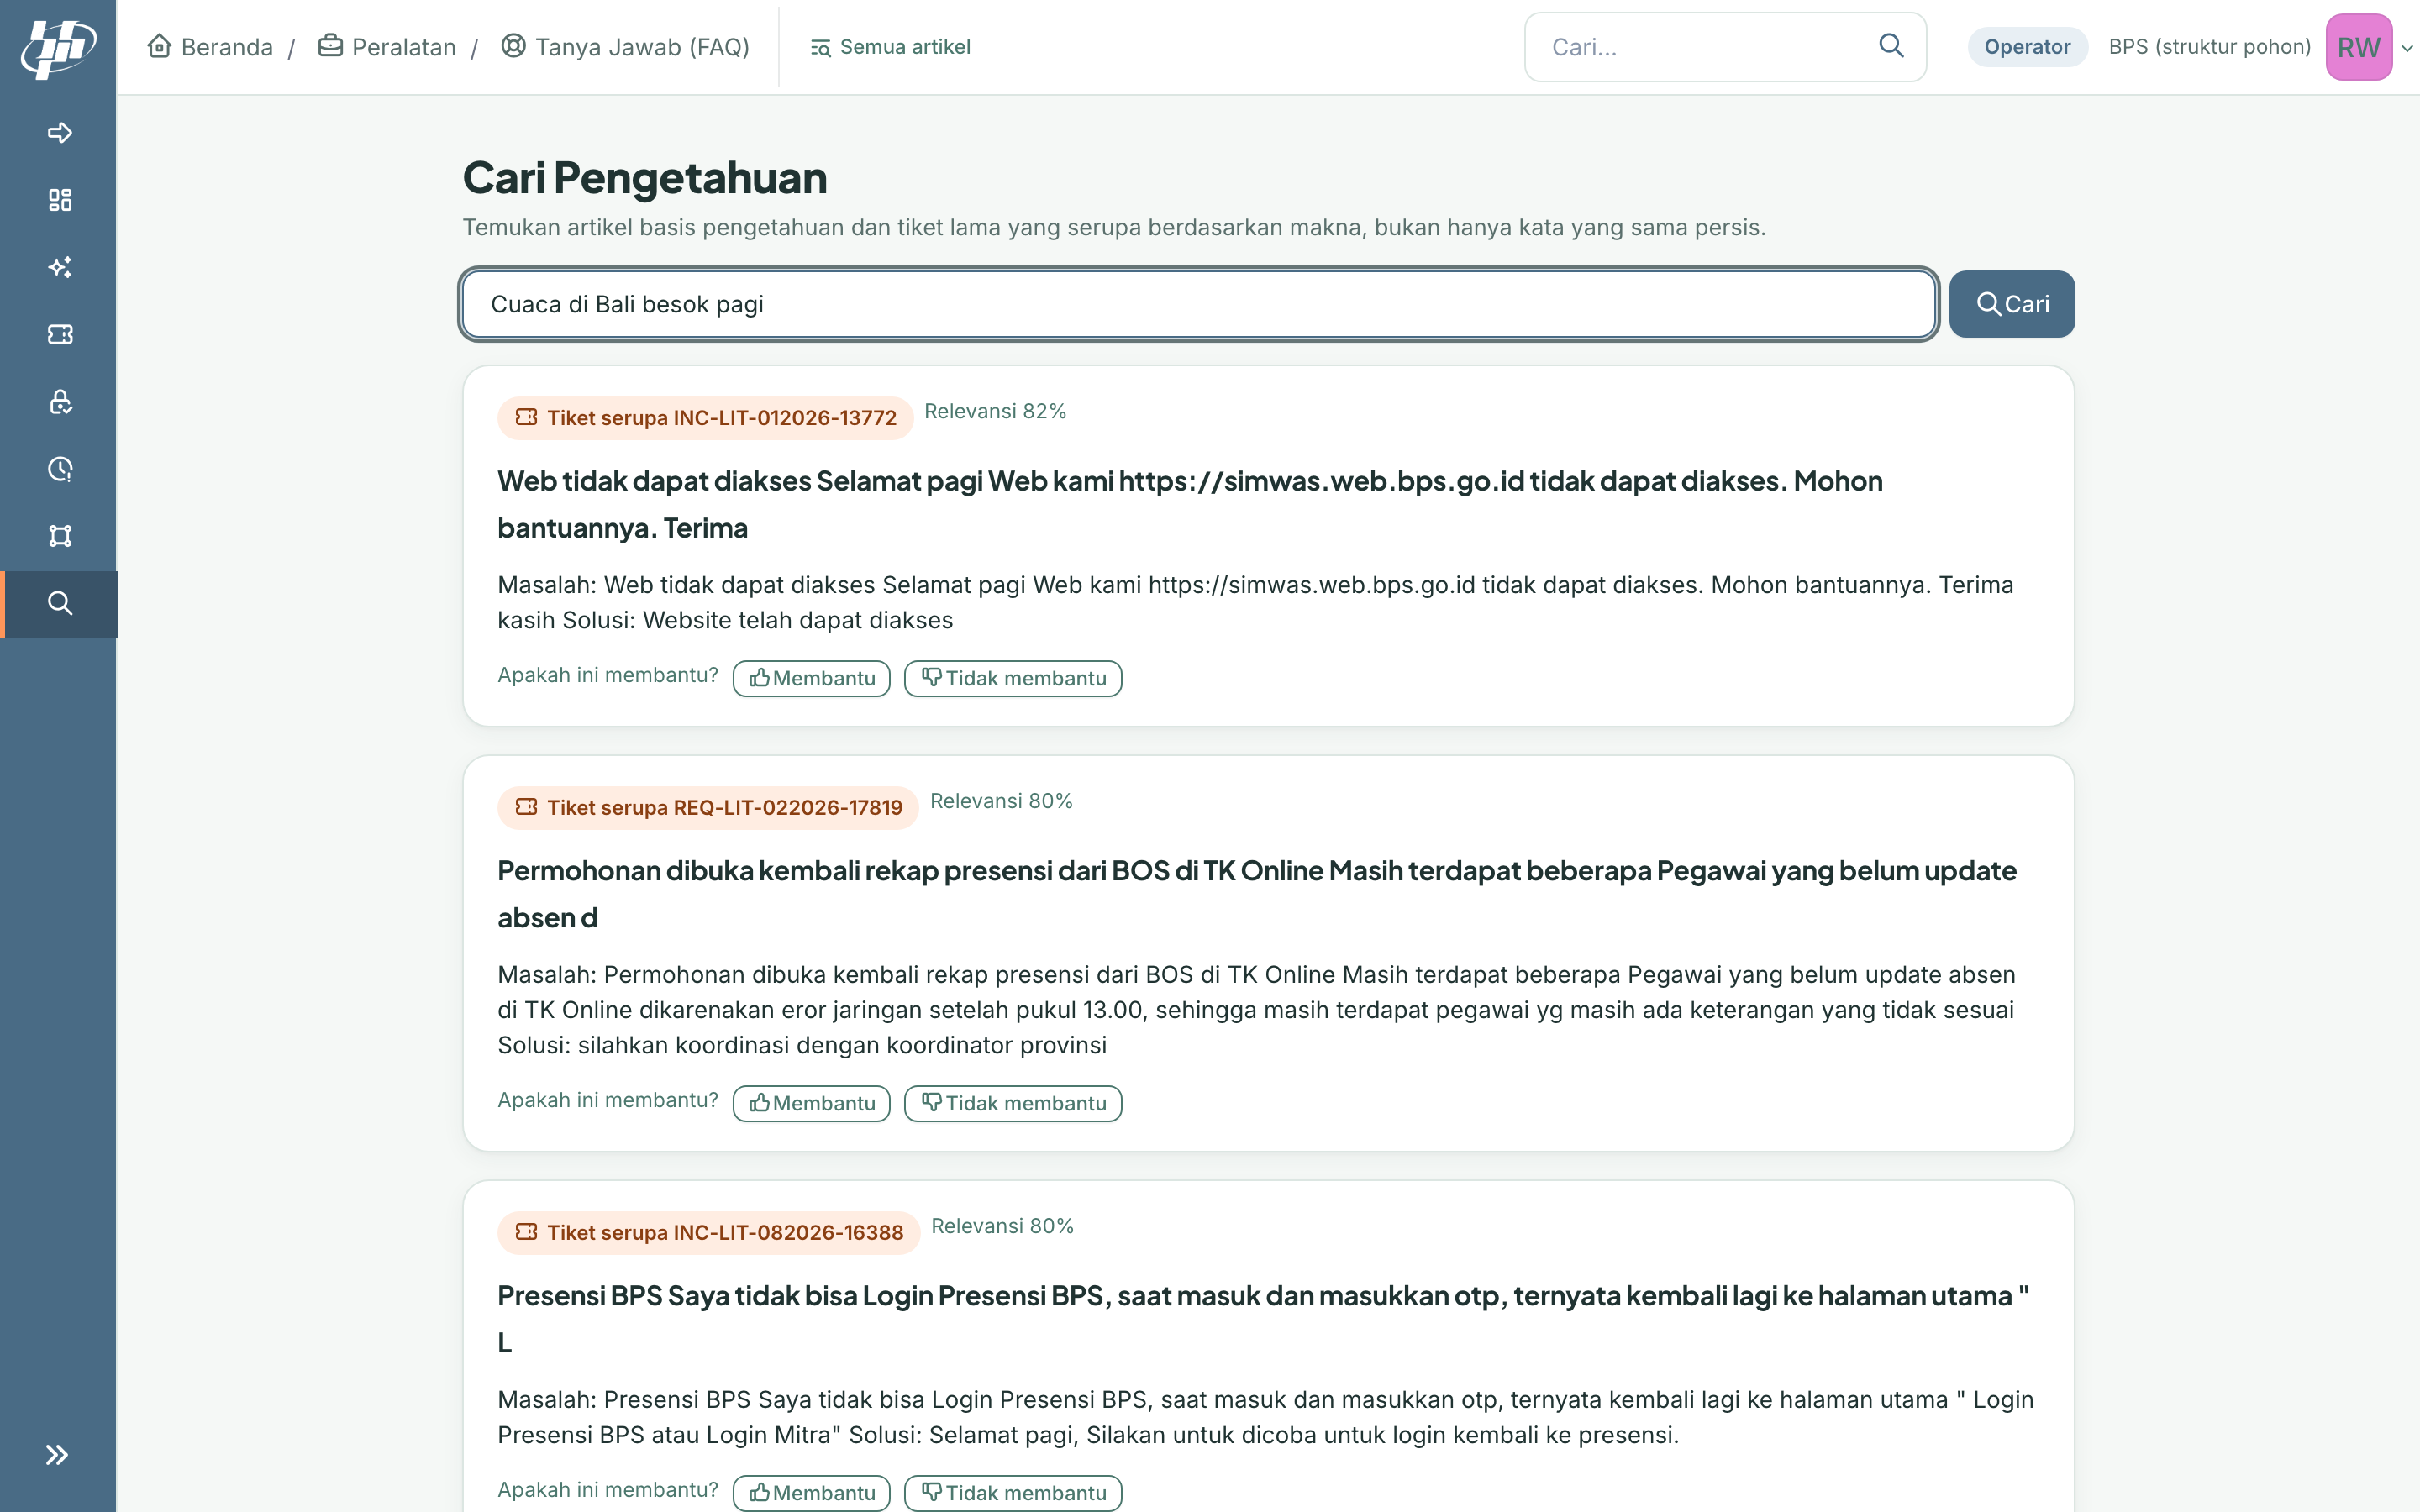 Beranda / Peralatan / Tanya Jawab (FAQ) Semua artikel Cari... Operator BPS (struktur pohon) RW
Cari Pengetahuan
Temukan artikel basis pengetahuan dan tiket lama yang serupa berdasarkan makna, bukan hanya kata yang sama persis.
Cuaca di Bali besok pagi Cari
Tiket serupa INC-LIT-012026-13772 Relevansi 82%
Web tidak dapat diakses Selamat pagi Web kami https://simwas.web.bps.go.id tidak dapat diakses. Mohon
bantuannya. Terima
Masalah: Web tidak dapat diakses Selamat pagi Web kami https://simwas.web.bps.go.id tidak dapat diakses. Mohon bantuannya. Terima
kasih Solusi: Website telah dapat diakses
Apakah ini membantu? Membantu Tidak membantu
Tiket serupa REQ-LIT-022026-17819 Relevansi 80%
Permohonan dibuka kembali rekap presensi dari BOS di TK Online Masih terdapat beberapa Pegawai yang belum update
absen d
Masalah: Permohonan dibuka kembali rekap presensi dari BOS di TK Online Masih terdapat beberapa Pegawai yang belum update absen
di TK Online dikarenakan eror jaringan setelah pukul 13.00, sehingga masih terdapat pegawai yg masih ada keterangan yang tidak sesuai
Solusi: silahkan koordinasi dengan koordinator provinsi
Apakah ini membantu? Membantu Tidak membantu
Tiket serupa INC-LIT-082026-16388 Relevansi 80%
Presensi BPS Saya tidak bisa Login Presensi BPS, saat masuk dan masukkan otp, ternyata kembali lagi ke halaman utama "
L
Masalah: Presensi BPS Saya tidak bisa Login Presensi BPS, saat masuk dan masukkan otp, ternyata kembali lagi ke halaman utama " Login
Presensi BPS atau Login Mitra" Solusi: Selamat pagi, Silakan untuk dicoba untuk login kembali ke presensi.
Apakah ini membantu? Membantu Tidak membantu